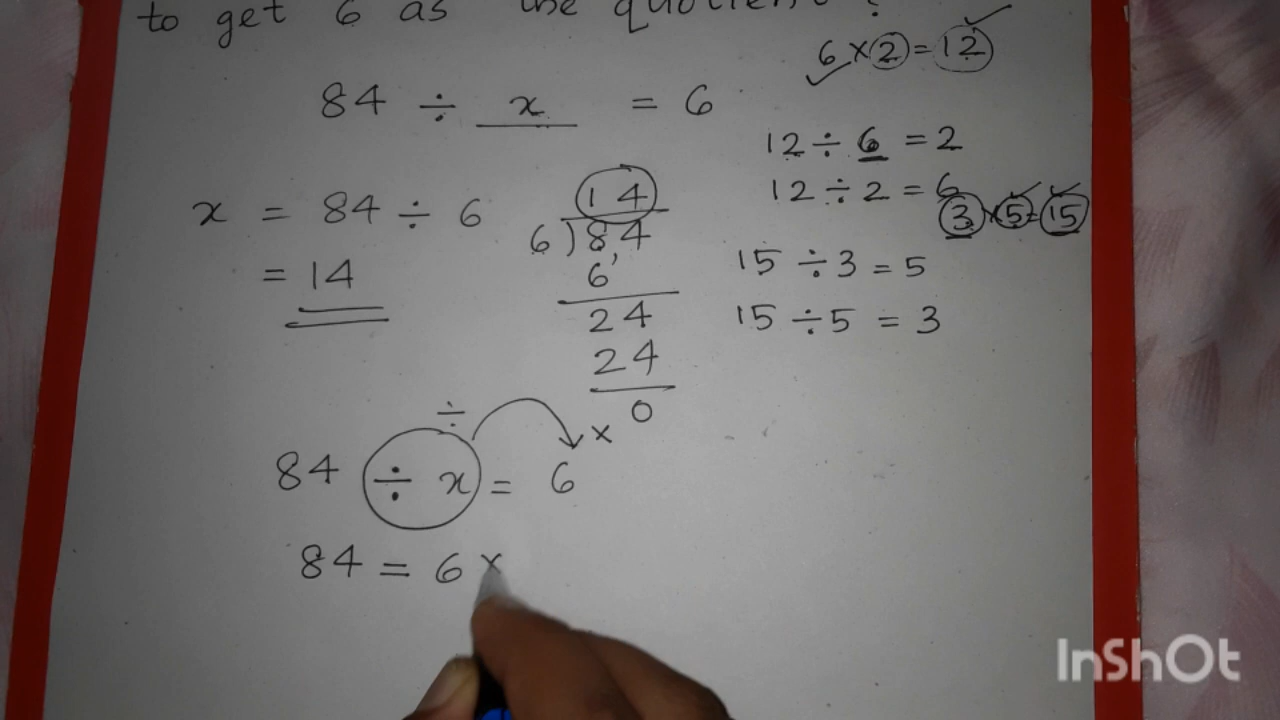 to get 6 as the quotient?
6 × 2 = 12
84 ÷ x = 6
12 ÷ 6 = 2
12 ÷ 2 = 6
3 × 5 = 15
x = 84 ÷ 6
= 14
14
6 ) 84
6
24
24
0
15 ÷ 3 = 5
15 ÷ 5 = 3
÷
×
84 ÷ x = 6
84 = 6 ×
InShOt